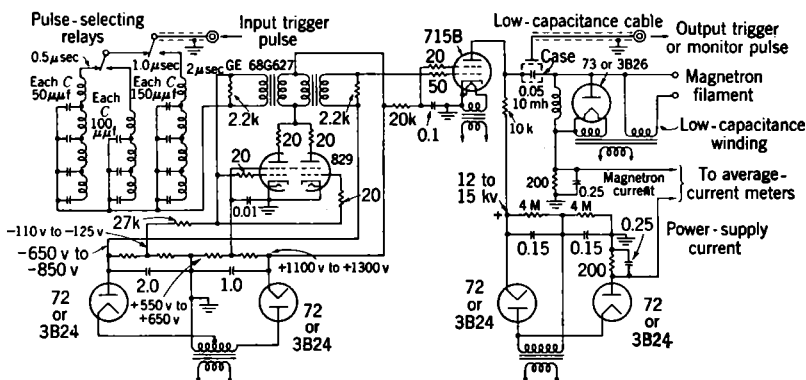 Pulse-selecting
relays
Input trigger
pulse
715B
Low-capacitance cable
Output trigger
or monitor pulse
0.5μsec
1.0μsec
2μsec
GE 68G627
20
50
Case
73 or 3B26
Magnetron
filament
Each C
50μμf
Each
C
100
μμf
Each C
150μμf
0.05
10 mh
2.2k
2.2k
20k
0.1
10 k
Low-capacitance
winding
20
20
829
20
20
0.01
27k
200
0.25
Magnetron
current
To average-
current meters
12 to
15 kv
+
4 M
4 M
-110 v to -125 v
-650 v to
-850 v
+1100 v to +1300 v
0.15
0.15
0.25
Power-supply
current
200
2.0
1.0
+550 v to
+650 v
72
or
3B24
72
or
3B24
72
or
3B24
72
or
3B24